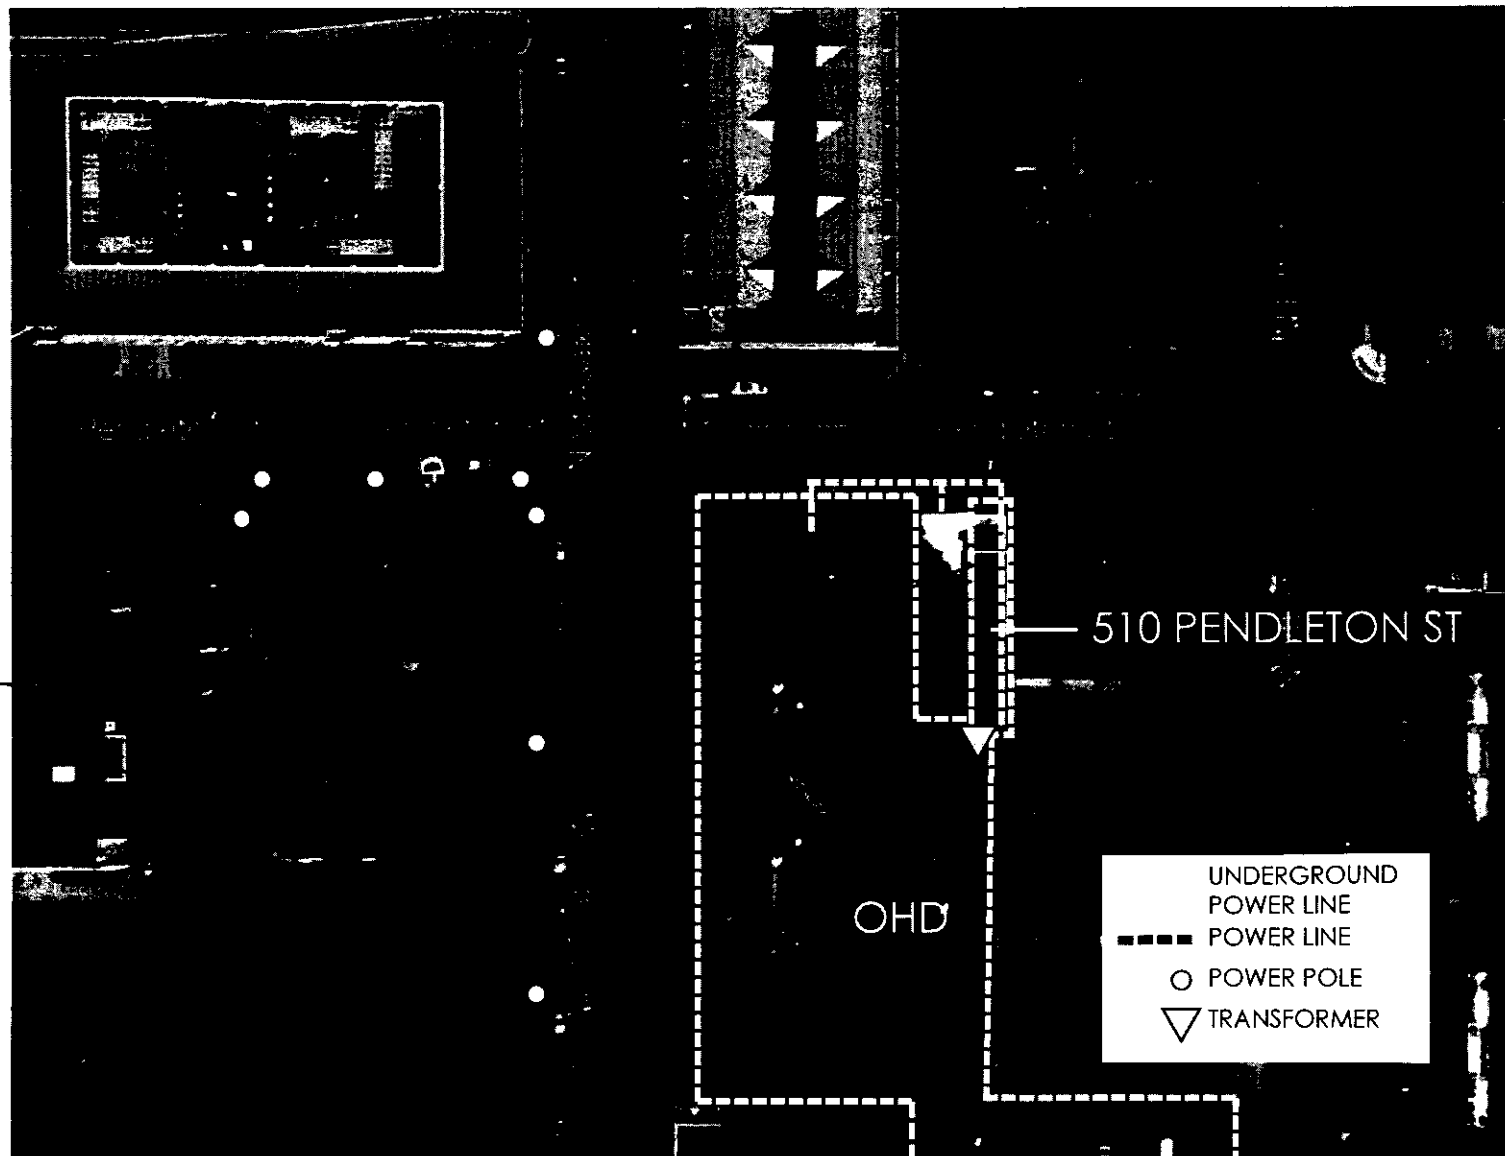 510 PENDLETON ST
OHD
UNDERGROUND
POWER LINE
POWER LINE
POWER POLE
TRANSFORMER